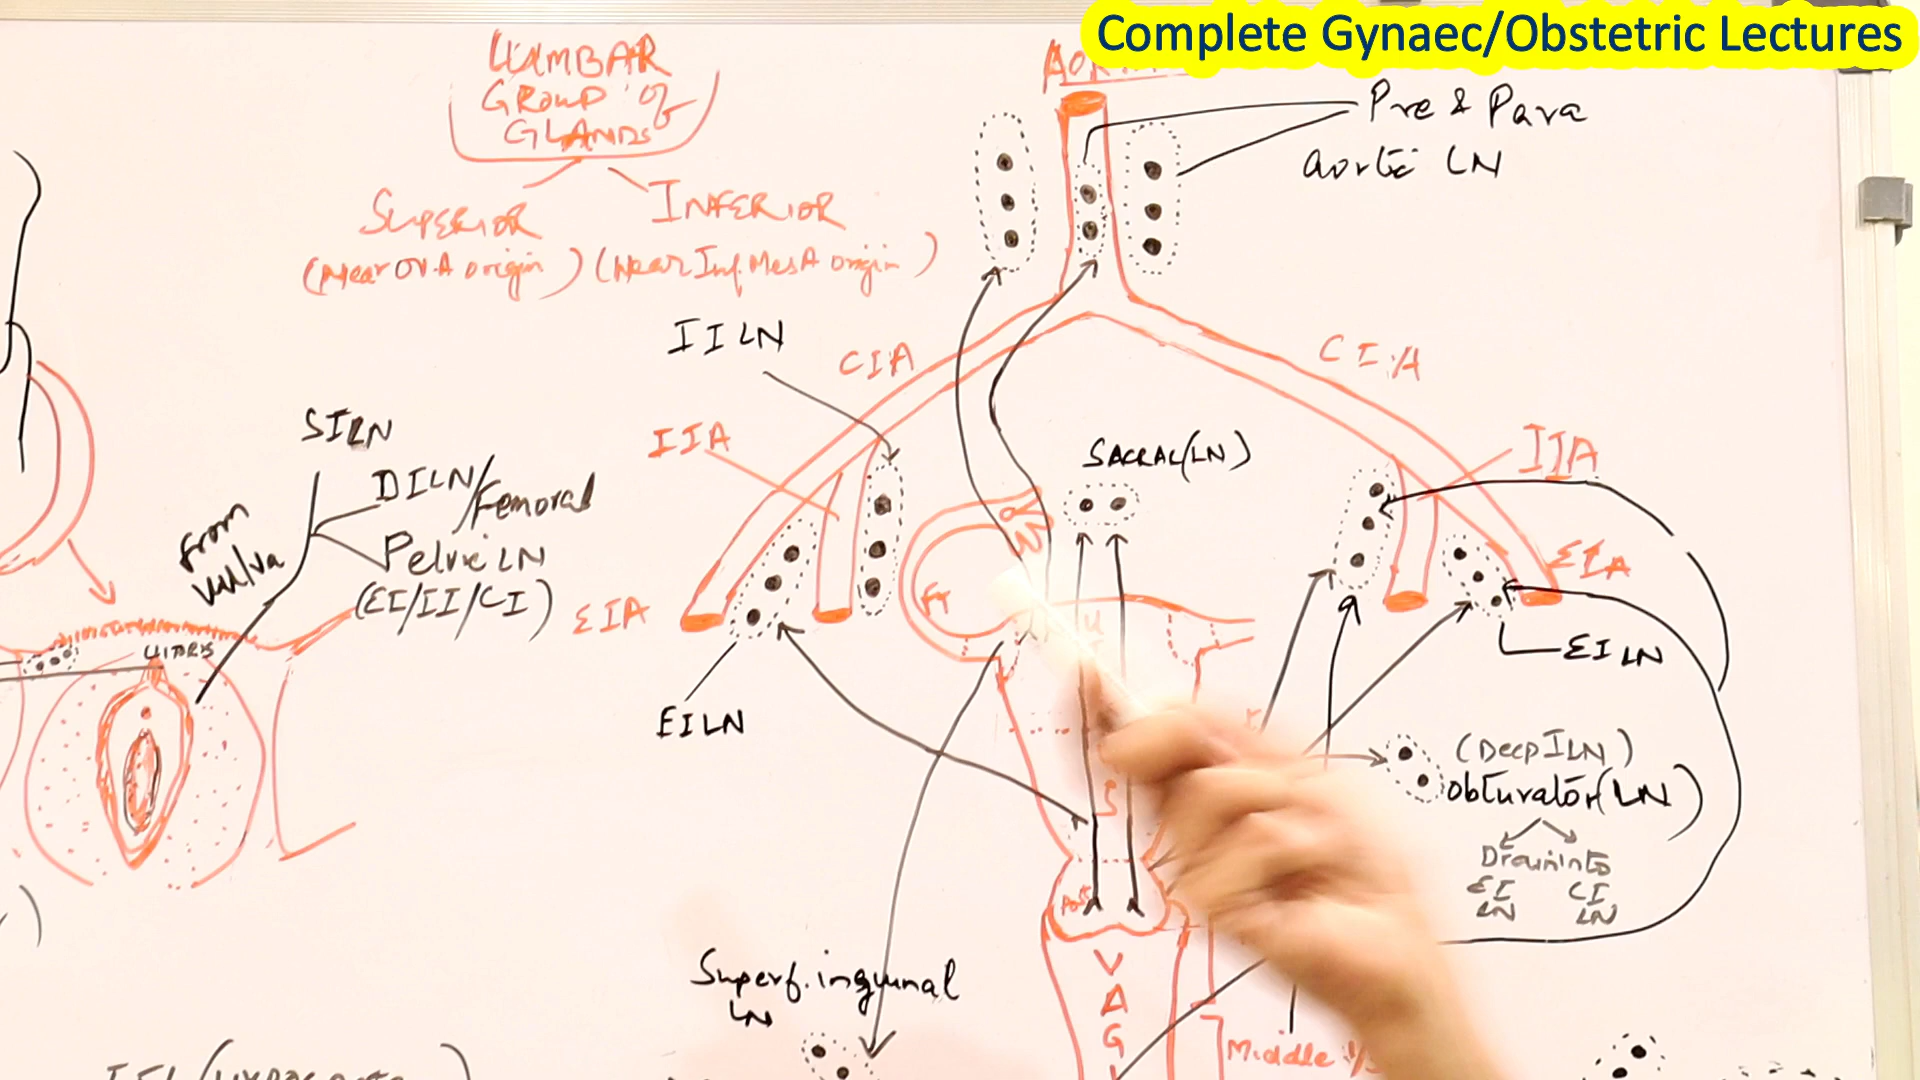 Complete Gynaec/Obstetric Lectures
LUMBAR
GROUP of
GLANDS
SUPERIOR
(Near OV.A origin)
INFERIOR
(Near Inf.Mes A origin)
Pre & Para
aortic LN
IILN
CIA
CIA
IIA
IIA
SACRAL(LN)
SILN
DILN/Femoral
Pelvic LN
(EI/II/CI)
from
vulva
EIA
EIA
FT
EILN
EILN
(Deep ILN)
obturator(LN)
Drain into
EI
LN
CI
LN
Post
Superf. inguinal
LN
V
A
G
Middle